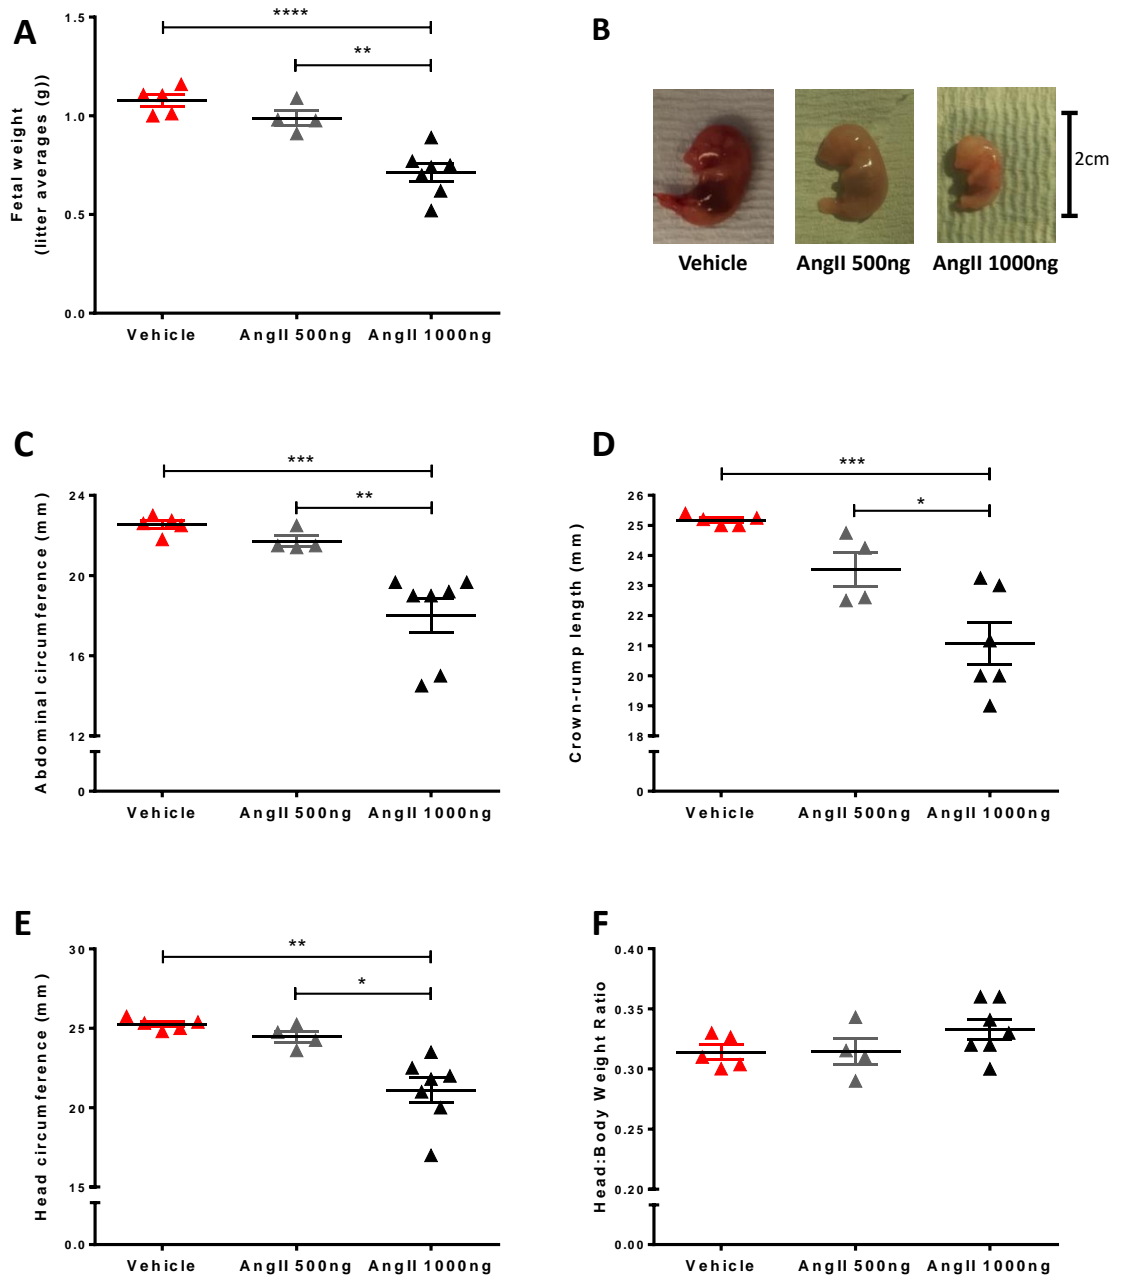 A
Fetal weight
(litter averages (g))
1.5
1.0
0.5
0.0
****
**
Vehicle AngII 500ng AngII 1000ng
B
2cm
Vehicle AngII 500ng AngII 1000ng
C
Abdominal circumference (mm)
24
20
16
12
0
***
**
Vehicle AngII 500ng AngII 1000ng
D
Crown-rump length (mm)
26
25
24
23
22
21
20
19
18
0
***
*
Vehicle AngII 500ng AngII 1000ng
E
Head circumference (mm)
30
25
20
15
0.0
**
*
Vehicle AngII 500ng AngII 1000ng
F
Head:Body Weight Ratio
0.40
0.35
0.30
0.25
0.20
0.00
Vehicle AngII 500ng AngII 1000ng